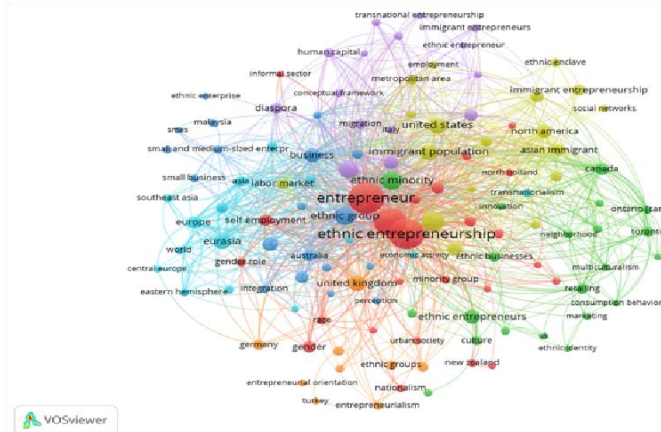 transnational entrepreneurship
immigrant entrepreneurs
human capital
ethnic entrepreneur
employment
informal sector
metropolitan area
ethnic enclave
ethnic enterprise
conceptual framework
immigrant entrepreneurship
diaspora
social networks
malaysia
migration
united states
italy
north america
smes
small and medium-sized enterpr
business
immigrant population
asian immigrant
small business
asia
labor market
ethnic minority
north holland
canada
southeast asia
entrepreneur
transnationalism
innovation
ontario [can
europe
self employment
ethnic group
toronto
eurasia
ethnic entrepreneurship
neighborhood
world
economic activity
ethnic businesses
gender role
australia
multiculturalism
central europe
minority group
eastern hemisphere
integration
united kingdom
retailing
perception
consumption behavior
race
ethnic entrepreneurs
marketing
germany
gender
urban society
culture
ethnic identity
ethnic groups
new zealand
entrepreneurial orientation
nationalism
turkey
entrepreneurialism
VOSviewer